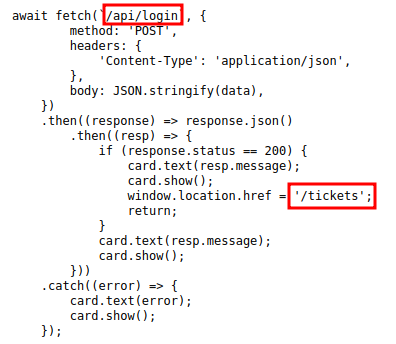 await fetch(`/api/login`, {
method: 'POST',
headers: {
'Content-Type': 'application/json',
},
body: JSON.stringify(data),
})
.then((response) => response.json()
.then((resp) => {
if (response.status == 200) {
card.text(resp.message);
card.show();
window.location.href = '/tickets';
return;
}
card.text(resp.message);
card.show();
}))
.catch((error) => {
card.text(error);
card.show();
});